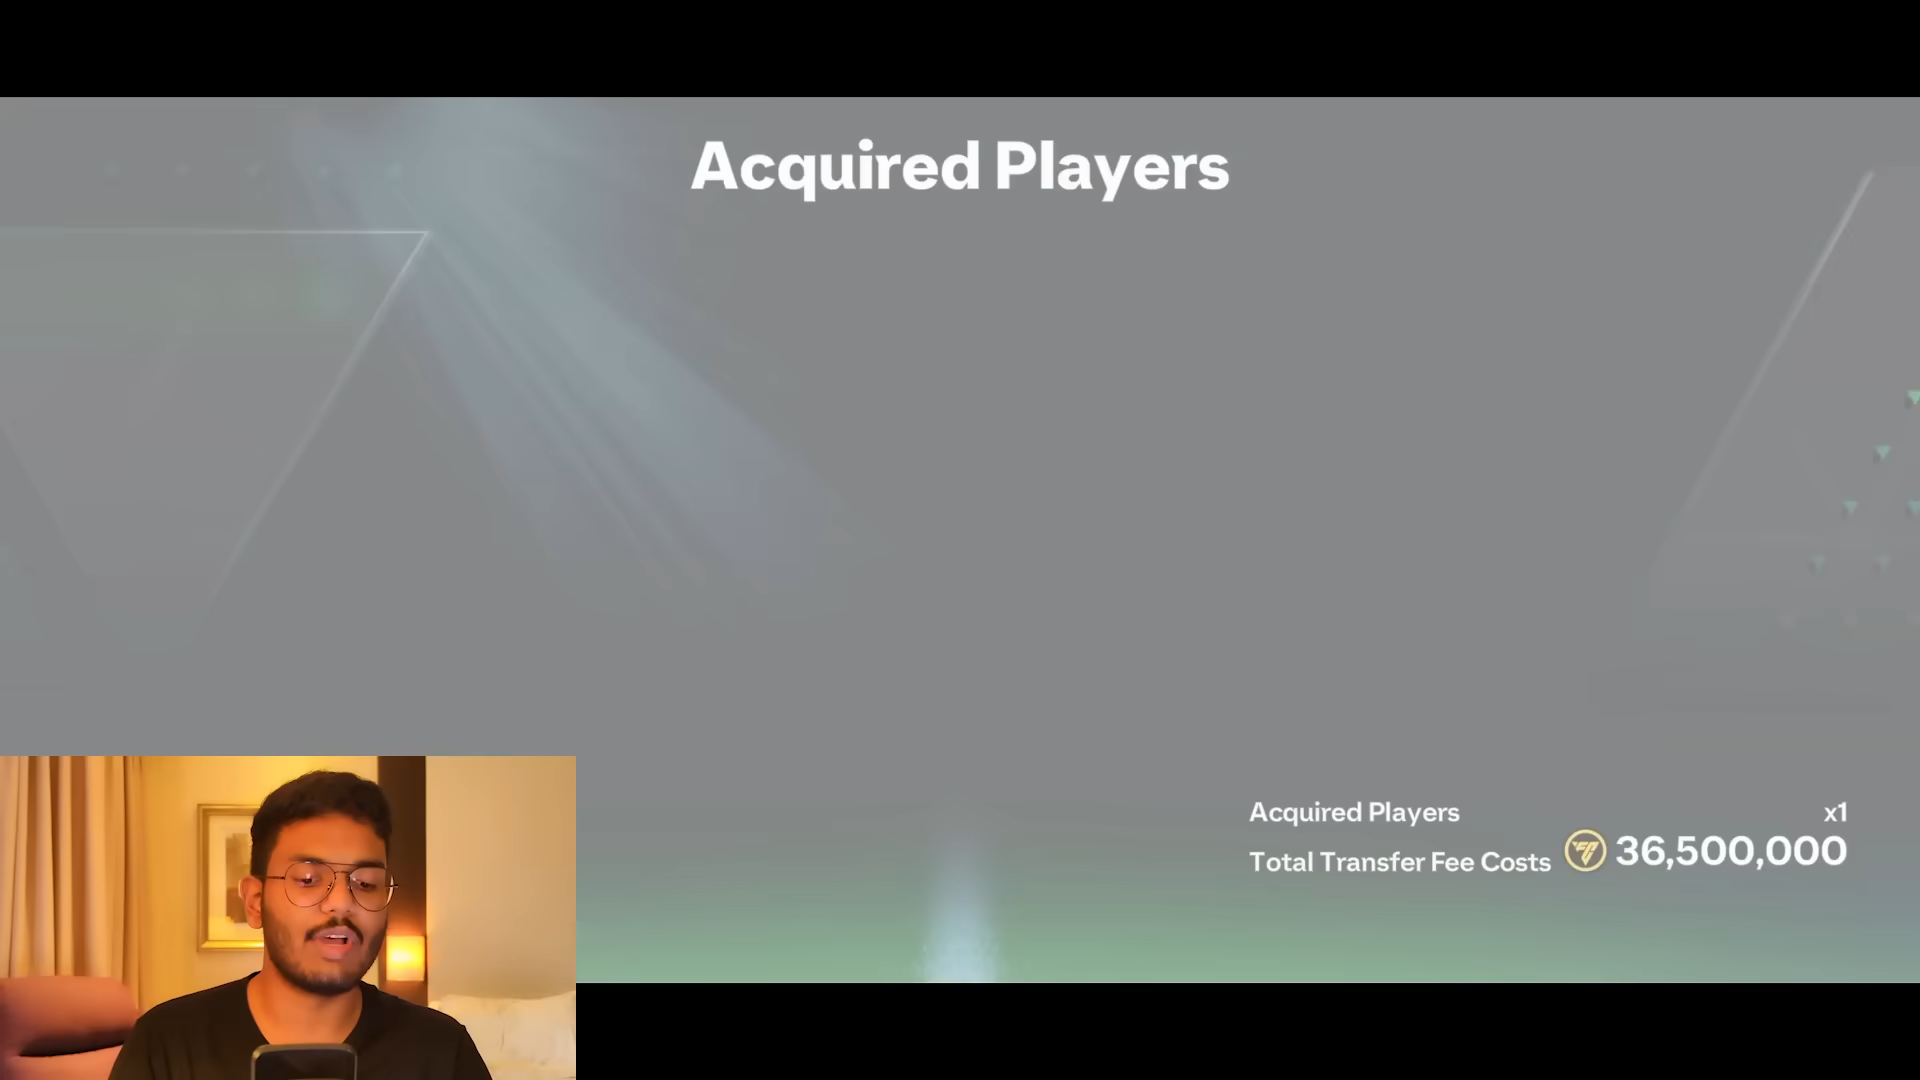 Acquired Players
Acquired Players x1
Total Transfer Fee Costs 36,500,000